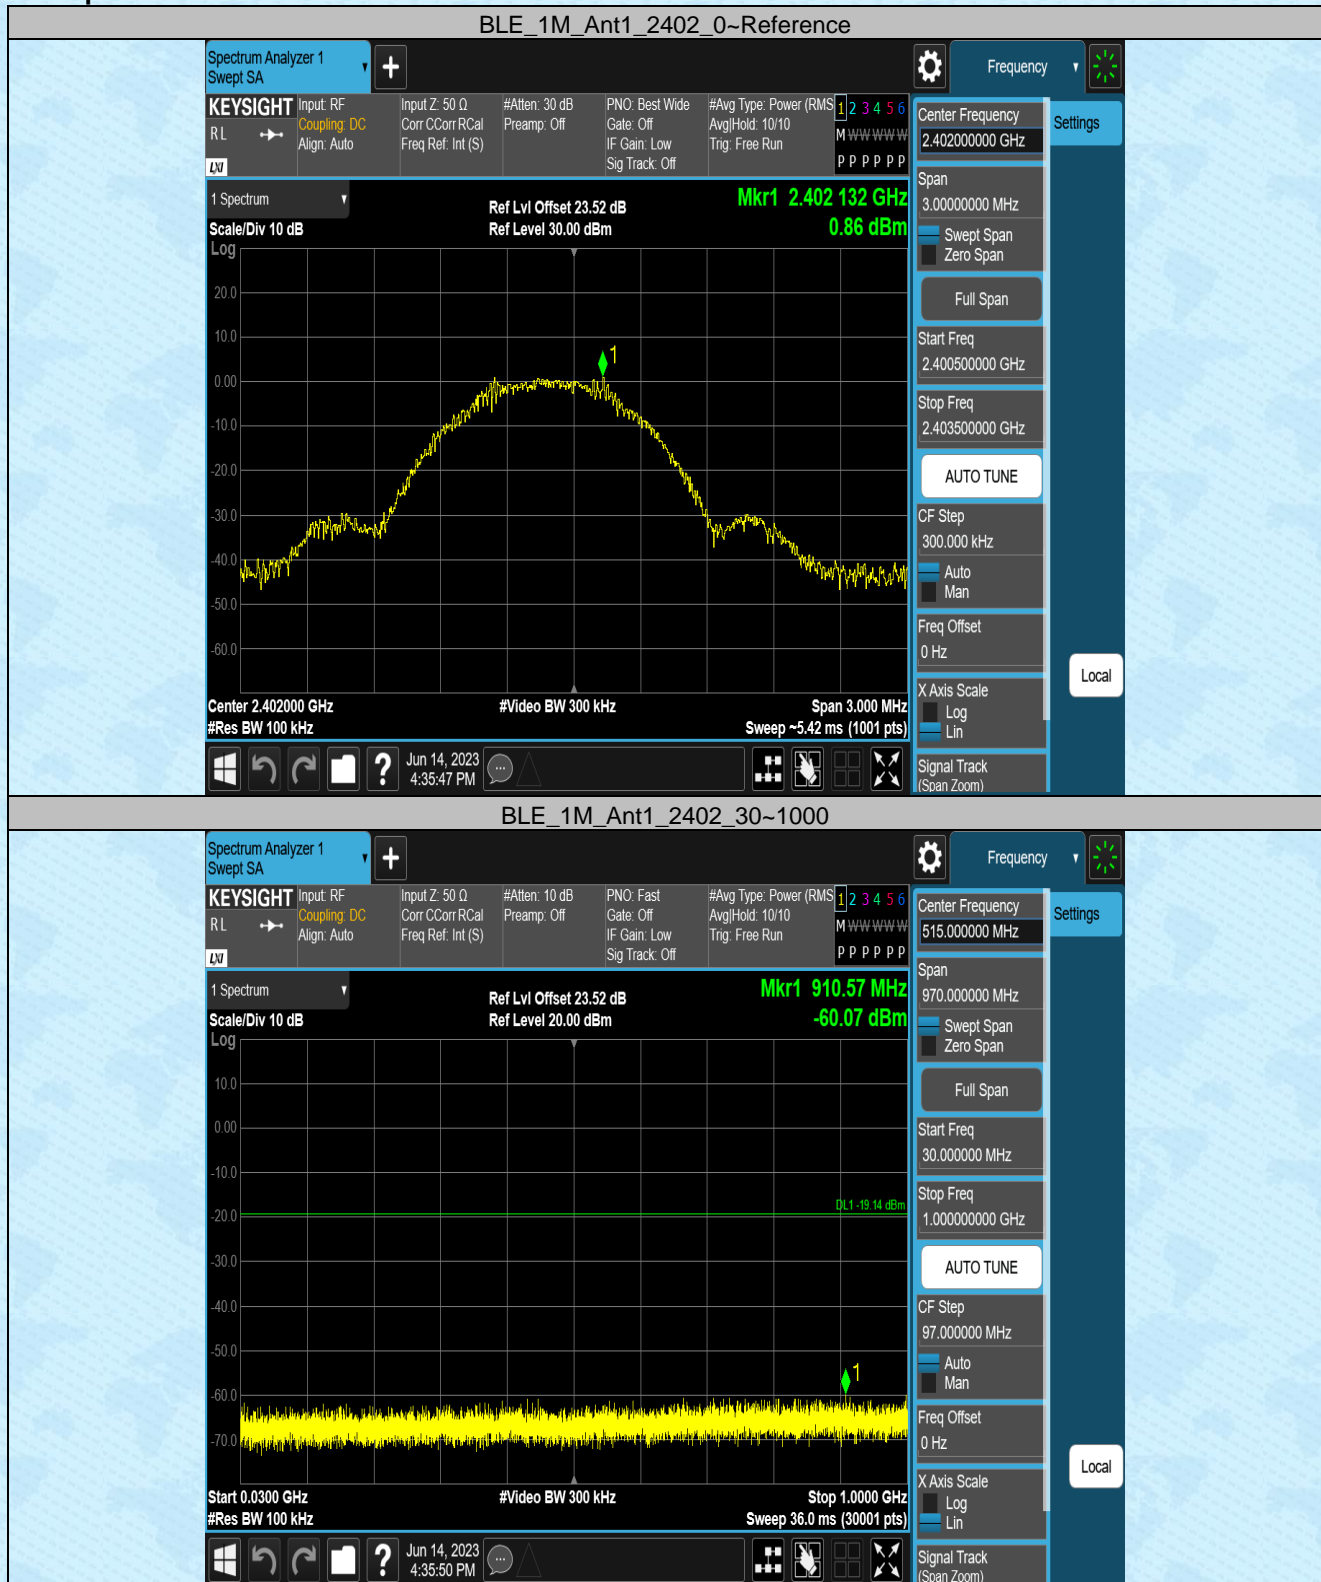 BLE_1M_Ant1_2402_0~Reference
Spectrum Analyzer 1
Swept SA
Frequency
KEYSIGHT
RL
LXI
Input: RF
Coupling: DC
Align: Auto
Input Z: 50 Ω
Corr CCorr RCal
Freq Ref: Int (S)
#Atten: 30 dB
Preamp: Off
PNO: Best Wide
Gate: Off
IF Gain: Low
Sig Track: Off
#Avg Type: Power (RMS
Avg|Hold: 10/10
Trig: Free Run
1 2 3 4 5 6
M W W W W W
P P P P P P
1 Spectrum
Scale/Div 10 dB
Log
Ref Lvl Offset 23.52 dB
Ref Level 30.00 dBm
Mkr1 2.402 132 GHz
0.86 dBm
20.0
10.0
0.00
-10.0
-20.0
-30.0
-40.0
-50.0
-60.0
1
Center 2.402000 GHz
#Res BW 100 kHz
#Video BW 300 kHz
Span 3.000 MHz
Sweep ~5.42 ms (1001 pts)
Jun 14, 2023
4:35:47 PM
Center Frequency
2.402000000 GHz
Settings
Span
3.00000000 MHz
Swept Span
Zero Span
Full Span
Start Freq
2.400500000 GHz
Stop Freq
2.403500000 GHz
AUTO TUNE
CF Step
300.000 kHz
Auto
Man
Freq Offset
0 Hz
X Axis Scale
Log
Lin
Signal Track
(Span Zoom)
Local
BLE_1M_Ant1_2402_30~1000
Spectrum Analyzer 1
Swept SA
Frequency
KEYSIGHT
RL
LXI
Input: RF
Coupling: DC
Align: Auto
Input Z: 50 Ω
Corr CCorr RCal
Freq Ref: Int (S)
#Atten: 10 dB
Preamp: Off
PNO: Fast
Gate: Off
IF Gain: Low
Sig Track: Off
#Avg Type: Power (RMS
Avg|Hold: 10/10
Trig: Free Run
1 2 3 4 5 6
M W W W W W
P P P P P P
1 Spectrum
Scale/Div 10 dB
Log
Ref Lvl Offset 23.52 dB
Ref Level 20.00 dBm
Mkr1 910.57 MHz
-60.07 dBm
10.0
0.00
-10.0
-20.0
-30.0
-40.0
-50.0
-60.0
-70.0
DL1 -19.14 dBm
1
Start 0.0300 GHz
#Res BW 100 kHz
#Video BW 300 kHz
Stop 1.0000 GHz
Sweep 36.0 ms (30001 pts)
Jun 14, 2023
4:35:50 PM
Center Frequency
515.000000 MHz
Settings
Span
970.000000 MHz
Swept Span
Zero Span
Full Span
Start Freq
30.000000 MHz
Stop Freq
1.000000000 GHz
AUTO TUNE
CF Step
97.000000 MHz
Auto
Man
Freq Offset
0 Hz
X Axis Scale
Log
Lin
Signal Track
(Span Zoom)
Local